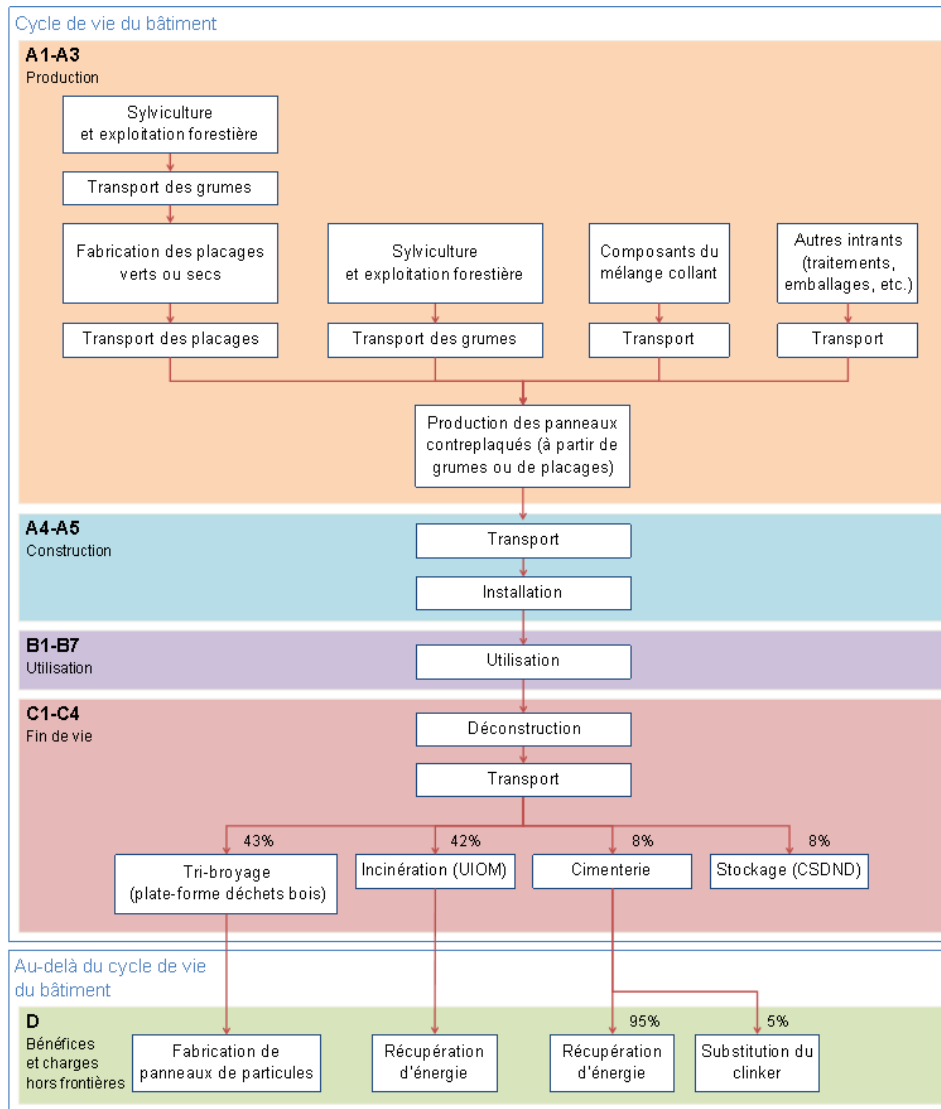 Cycle de vie du bâtiment
A1-A3
Production
Sylviculture
et exploitation forestière
Transport des grumes
Fabrication des placages
verts ou secs
Transport des placages
Sylviculture
et exploitation forestière
Transport des grumes
Composants du
mélange collant
Transport
Autres intrants
(traitements,
emballages, etc.)
Transport
Production des panneaux
contreplaqués (à partir de
grumes ou de placages)
A4-A5
Construction
Transport
Installation
B1-B7
Utilisation
Utilisation
C1-C4
Fin de vie
Déconstruction
Transport
43%
42%
8%
8%
Tri-broyage
(plate-forme déchets bois)
Incinération (UIOM)
Cimenterie
Stockage (CSDND)
Au-delà du cycle de vie
du bâtiment
D
Bénéfices
et charges
hors frontières
95%
5%
Fabrication de
panneaux de particules
Récupération
d'énergie
Récupération
d'énergie
Substitution du
clinker